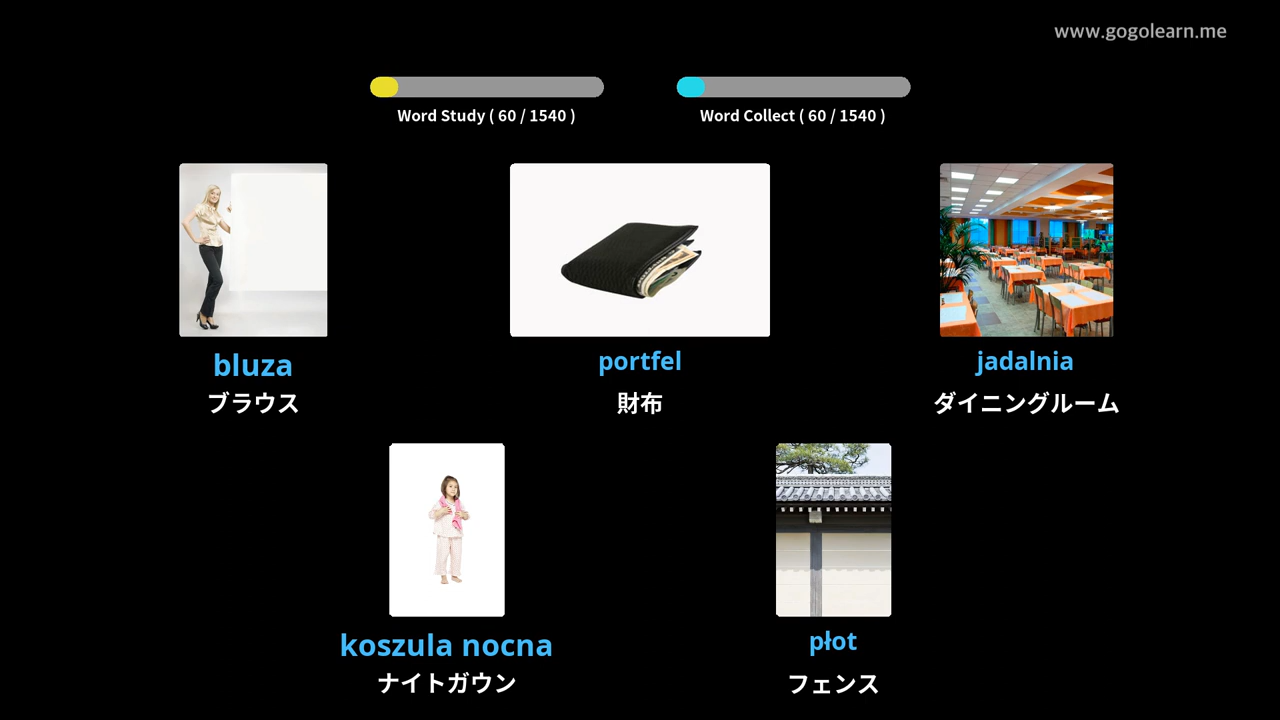 www.gogolearn.me
Word Study ( 60 / 1540 )
Word Collect ( 60 / 1540 )
bluza
ブラウス
portfel
財布
jadalnia
ダイニングルーム
koszula nocna
ナイトガウン
płot
フェンス